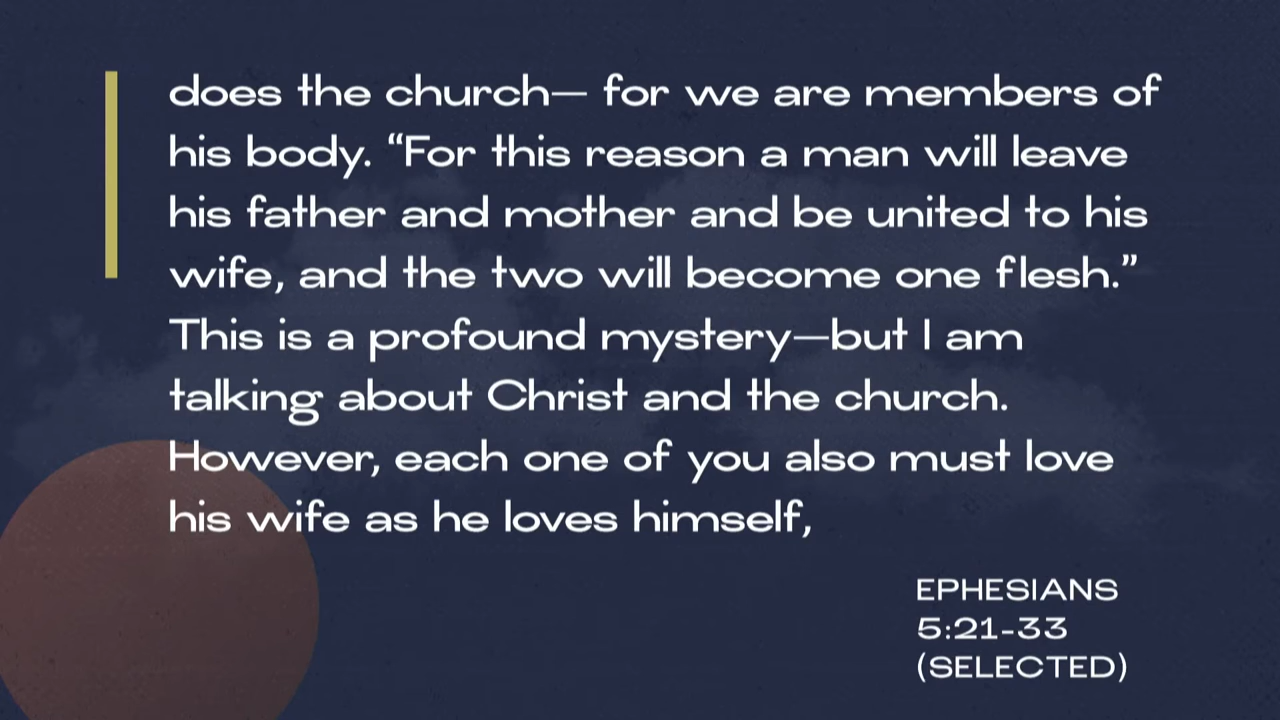 does the church— for we are members of
his body. “For this reason a man will leave
his father and mother and be united to his
wife, and the two will become one flesh.”
This is a profound mystery—but I am
talking about Christ and the church.
However, each one of you also must love
his wife as he loves himself,
EPHESIANS
5:21-33
(SELECTED)